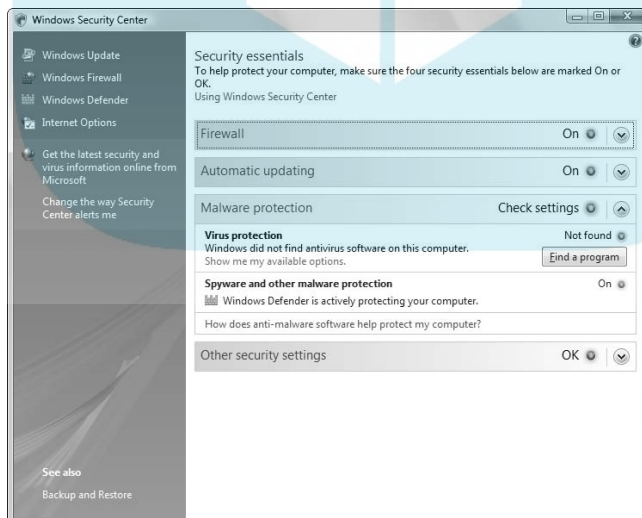 Windows Security Center
Windows Update
Windows Firewall
Windows Defender
Internet Options
Get the latest security and
virus information online from
Microsoft
Change the way Security
Center alerts me
See also
Backup and Restore
Security essentials
To help protect your computer, make sure the four security essentials below are marked On or
OK.
Using Windows Security Center
Firewall On
Automatic updating On
Malware protection Check settings
Virus protection Not found
Windows did not find antivirus software on this computer.
Show me my available options. Find a program
Spyware and other malware protection On
Windows Defender is actively protecting your computer.
How does anti-malware software help protect my computer?
Other security settings OK